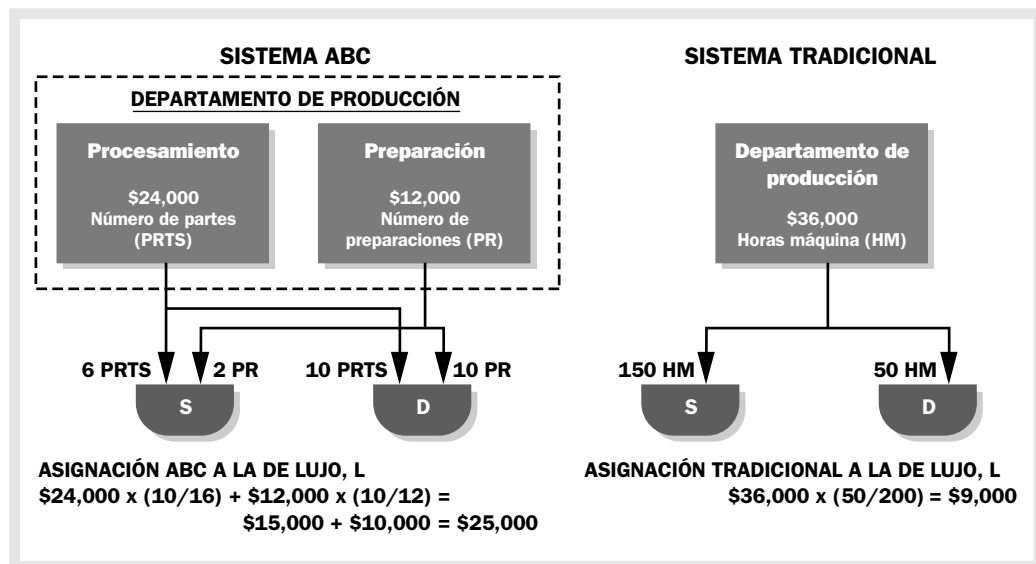 SISTEMA ABC
DEPARTAMENTO DE PRODUCCIÓN
Procesamiento
$24,000
Número de partes
(PRTS)
Preparación
$12,000
Número de
preparaciones (PR)
6 PRTS
2 PR
10 PRTS
10 PR
S
D
ASIGNACIÓN ABC A LA DE LUJO, L
$24,000 x (10/16) + $12,000 x (10/12) =
$15,000 + $10,000 = $25,000
SISTEMA TRADICIONAL
Departamento de
producción
$36,000
Horas máquina (HM)
150 HM
50 HM
S
D
ASIGNACIÓN TRADICIONAL A LA DE LUJO, L
$36,000 x (50/200) = $9,000